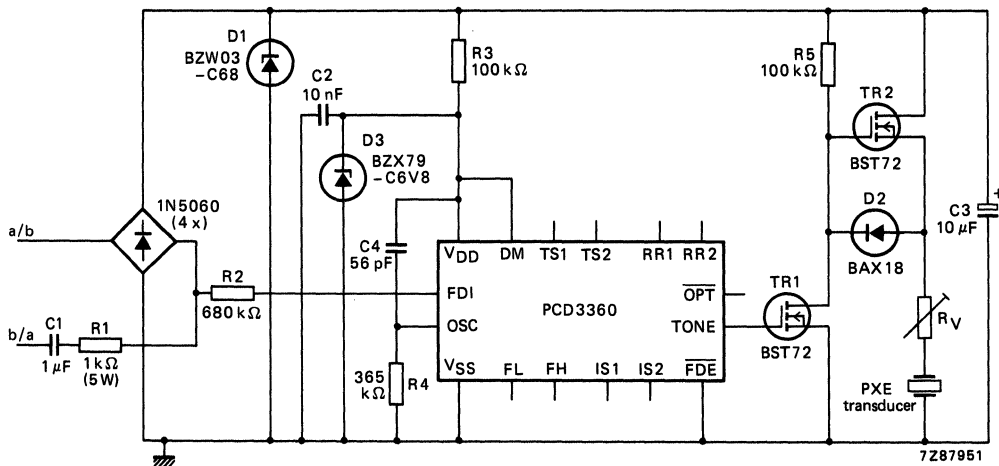 D1
BZW03
-C68
C2
10 nF
R3
100 kΩ
R5
100 kΩ
TR2
BST72
D3
BZX79
-C6V8
1N5060
(4x)
a/b
C4
56 pF
D2
BAX18
C3
10 µF
+
VDD
DM
TS1
TS2
RR1
RR2
R2
680 kΩ
FDI
PCD3360
OPT
TR1
BST72
b/a
C1
1 µF
R1
1 kΩ
(5W)
OSC
TONE
RV
365
kΩ
R4
VSS
FL
FH
IS1
IS2
FDE
PXE
transducer
7Z87951